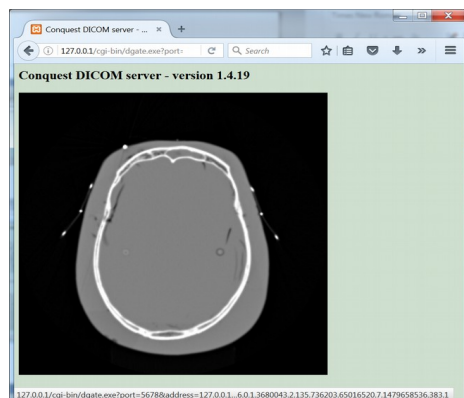 Conquest DICOM server - ... ×
127.0.0.1/cgi-bin/dgate.exe?port=
Search
Conquest DICOM server - version 1.4.19
127.0.0.1/cgi-bin/dgate.exe?port=5678&address=127.0.0.1...6.0.1.3680043.2.135.736203.65016520.7.1479658536.383.1